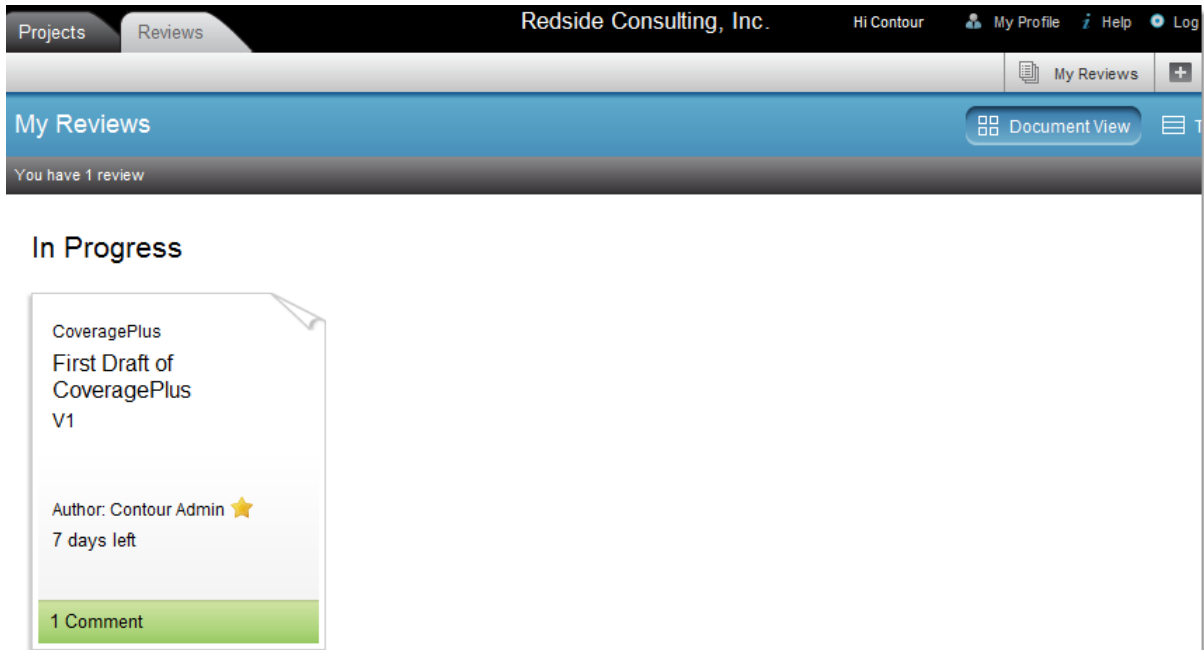 Projects Reviews Redside Consulting, Inc. Hi Contour My Profile i Help Log
My Reviews
My Reviews Document View
You have 1 review
In Progress
CoveragePlus
First Draft of
CoveragePlus
V1
Author: Contour Admin
7 days left
1 Comment